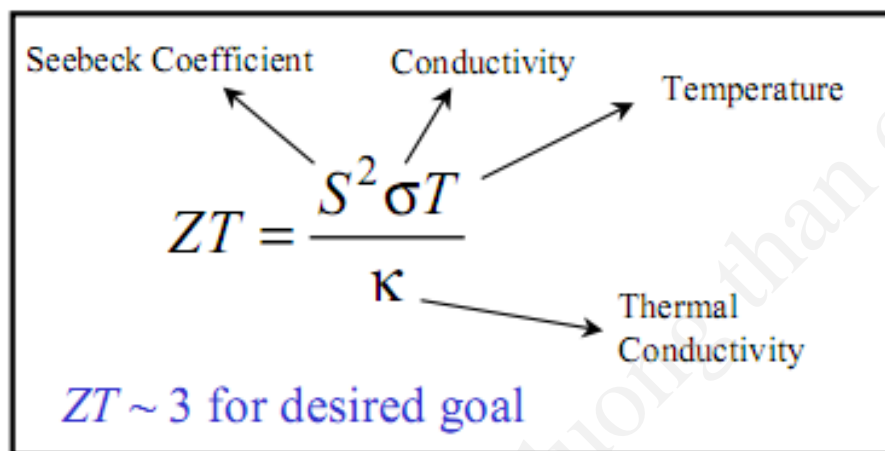 Seebeck Coefficient
Conductivity
Temperature
ZT = S²σT / κ
Thermal
Conductivity
ZT ~ 3 for desired goal